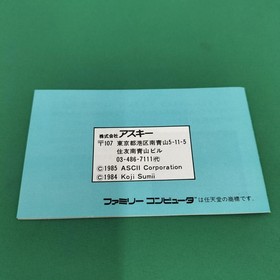 株式会社 アスキー
〒107 東京都港区南青山5-11-5
住友南青山ビル
03-486-7111代
©1985 ASCII Corporation
©1984 Koji Sumii
ファミリー コンピュータ™は任天堂の商標です。